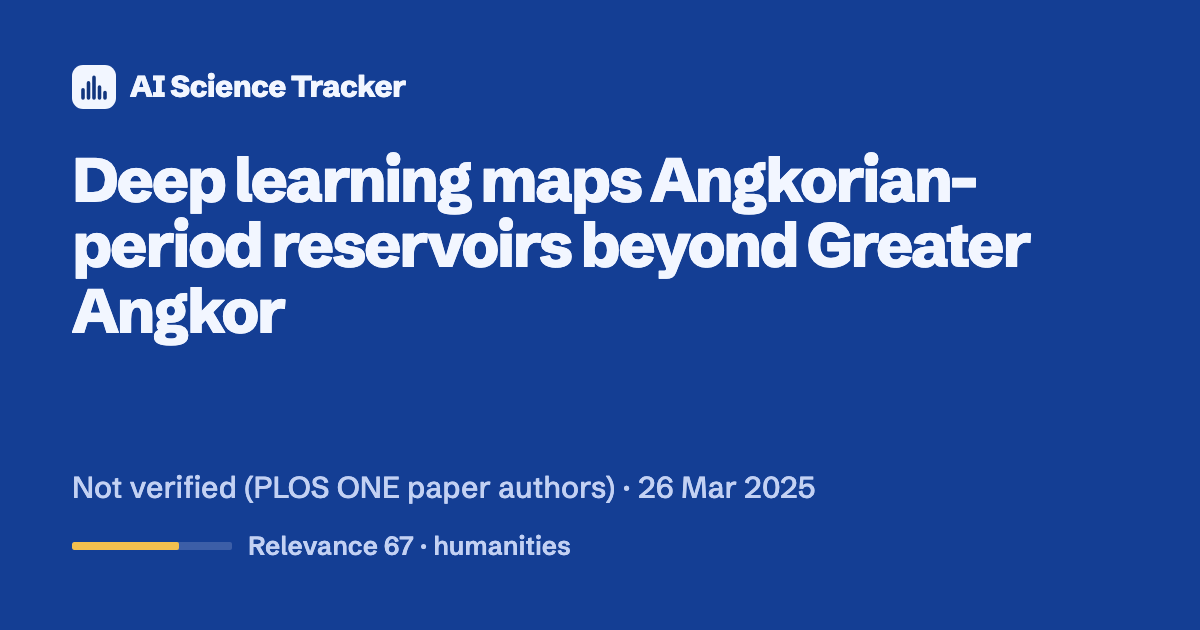 AI Science Tracker
Deep learning maps Angkorian-
period reservoirs beyond Greater
Angkor
Not verified (PLOS ONE paper authors) · 26 Mar 2025
Relevance 67 · humanities